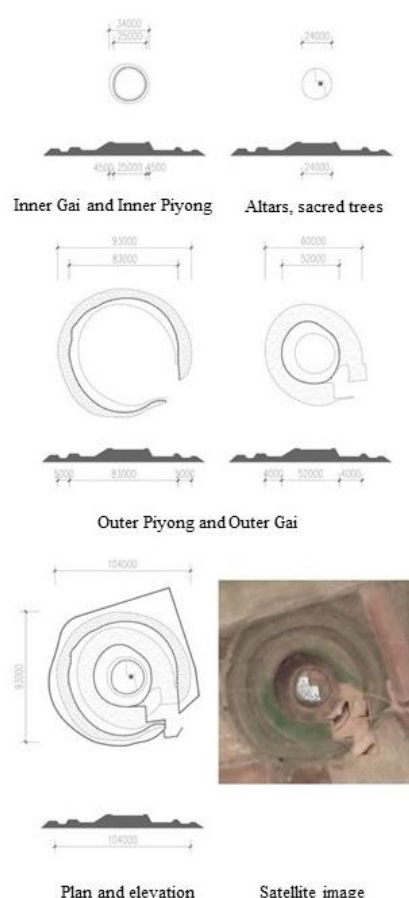 34000
25000
24000
4500 25000 4500
24000
Inner Gai and Inner Piyong
Altars, sacred trees
93000
83000
60000
52000
5000 83000 5000
4000 52000 4000
Outer Piyong and Outer Gai
104000
93000
104000
Plan and elevation
Satellite image